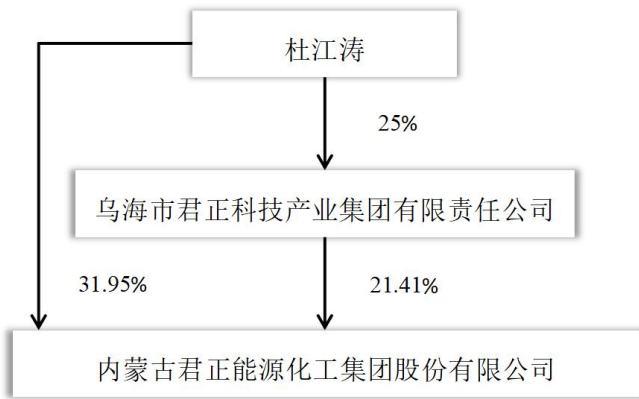 杜江涛
25%
乌海市君正科技产业集团有限责任公司
31.95%
21.41%
内蒙古君正能源化工集团股份有限公司